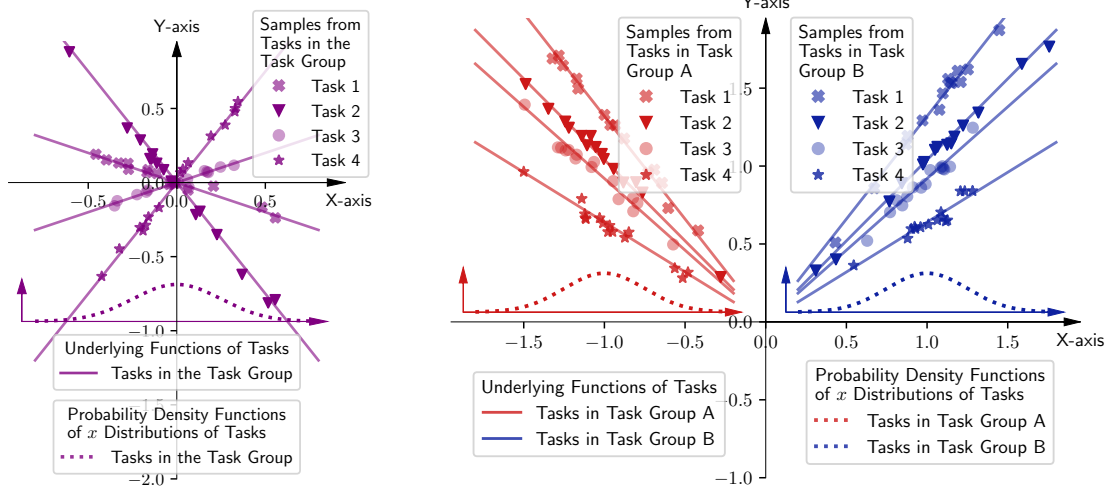 Y-axis
Samples from
Tasks in the
Task Group
Task 1
Task 2
Task 3
Task 4
0.5
0.0
−0.5
−1.0
−1.5
−2.0
−0.5
0.0
0.5
X-axis
Underlying Functions of Tasks
Tasks in the Task Group
Probability Density Functions
of x Distributions of Tasks
Tasks in the Task Group
Y-axis
Samples from
Tasks in Task
Group A
Task 1
Task 2
Task 3
Task 4
Samples from
Tasks in Task
Group B
Task 1
Task 2
Task 3
Task 4
1.5
1.0
0.5
0.0
−0.5
−1.0
−1.5
−1.0
−0.5
0.0
0.5
1.0
1.5
X-axis
Underlying Functions of Tasks
Tasks in Task Group A
Tasks in Task Group B
Probability Density Functions
of x Distributions of Tasks
Tasks in Task Group A
Tasks in Task Group B